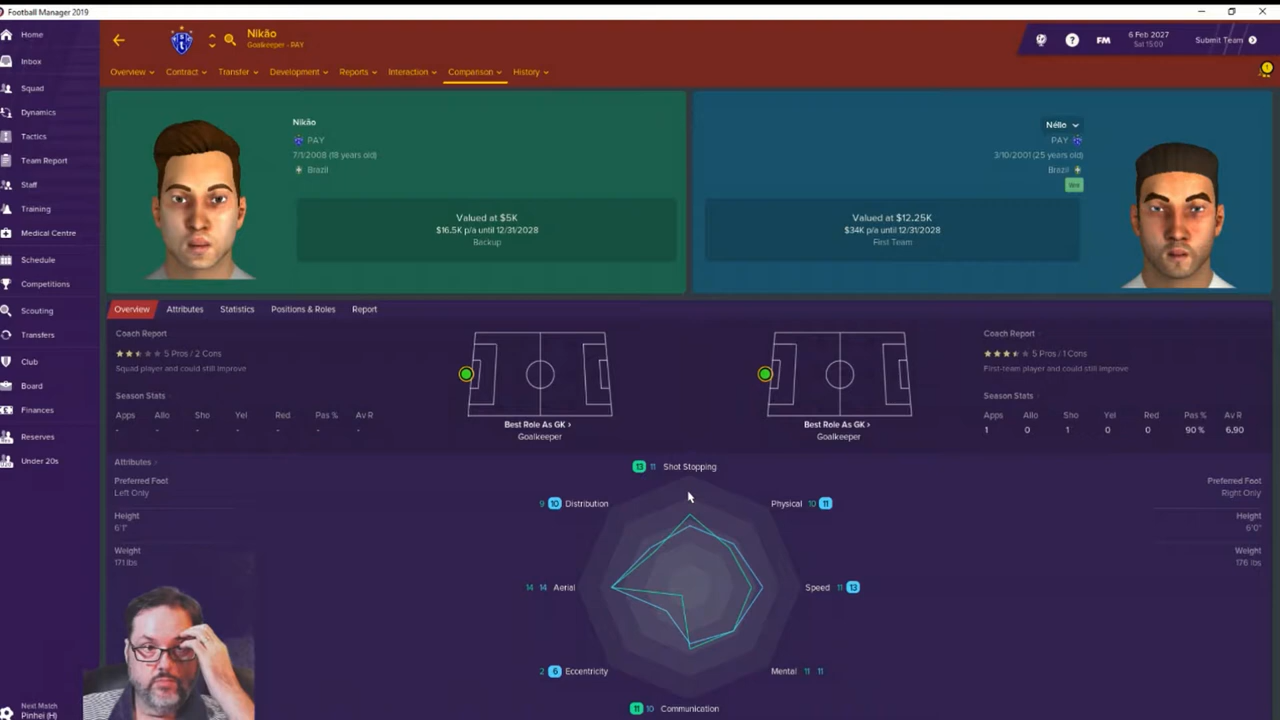 Football Manager 2019
Home
Inbox
Squad
Dynamics
Tactics
Team Report
Staff
Training
Medical Centre
Schedule
Competitions
Scouting
Transfers
Club
Board
Finances
Reserves
Under 20s
Next Match
Pinhei (H)
Nikão
Goalkeeper - PAY
FM
6 Feb 2027
Sat 15:00
Submit Team
Overview
Contract
Transfer
Development
Reports
Interaction
Comparison
History
1
Nikão
PAY
7/1/2008 (18 years old)
Brazil
Valued at $5K
$16.5K p/a until 12/31/2028
Backup
Néllo
PAY
3/10/2001 (25 years old)
Brazil
Valued at $12.25K
$34K p/a until 12/31/2028
First Team
Overview
Attributes
Statistics
Positions & Roles
Report
Coach Report
5 Pros / 2 Cons
Squad player and could still improve
Season Stats
Apps Allo Sho Yel Red Pas % Av R
- - - - - - -
Best Role As GK ›
Goalkeeper
Best Role As GK ›
Goalkeeper
Coach Report
5 Pros / 1 Cons
First-team player and could still improve
Season Stats
Apps Allo Sho Yel Red Pas % Av R
1 0 1 0 0 90 % 6.90
Attributes
Preferred Foot
Left Only
Height
6'1"
Weight
171 lbs
13 11 Shot Stopping
9 10 Distribution
Physical 10 11
14 14 Aerial
Speed 11 13
2 6 Eccentricity
Mental 11 11
11 10 Communication
Preferred Foot
Right Only
Height
6'0"
Weight
176 lbs